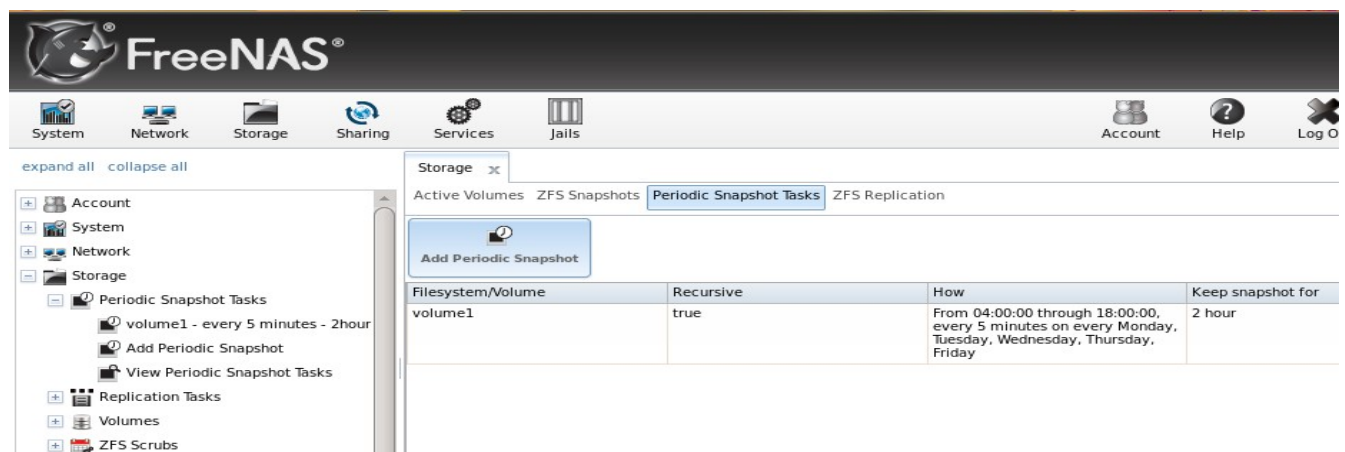 FreeNAS®
System Network Storage Sharing Services Jails Account Help Log O
expand all collapse all
Account
System
Network
Storage
Periodic Snapshot Tasks
volume1 - every 5 minutes - 2hour
Add Periodic Snapshot
View Periodic Snapshot Tasks
Replication Tasks
Volumes
ZFS Scrubs
Storage x
Active Volumes ZFS Snapshots Periodic Snapshot Tasks ZFS Replication
Add Periodic Snapshot
Filesystem/Volume Recursive How Keep snapshot for
volume1 true From 04:00:00 through 18:00:00, 2 hour
every 5 minutes on every Monday,
Tuesday, Wednesday, Thursday,
Friday